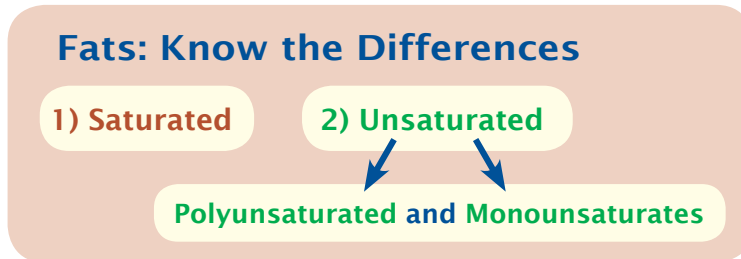 Fats: Know the Differences
1) Saturated
2) Unsaturated
Polyunsaturated and Monounsaturates